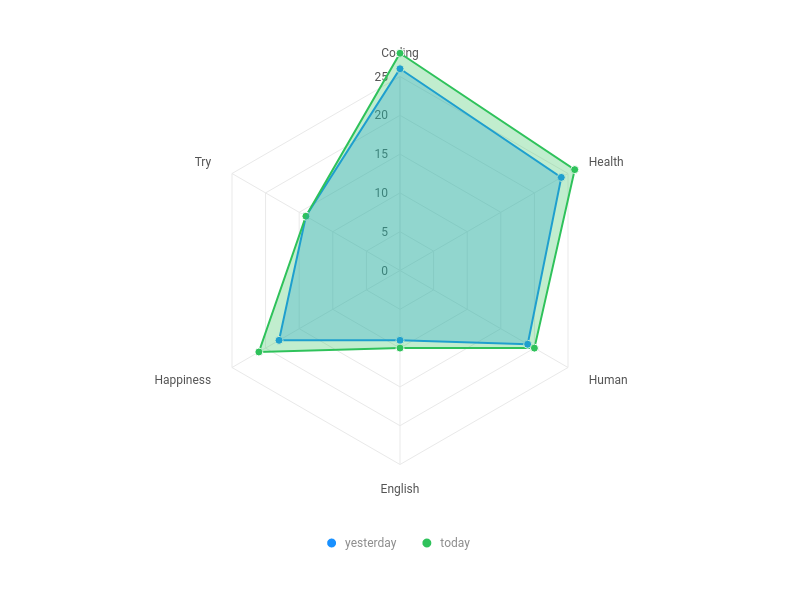 Coding
25
20
15
10
5
0
Try
Health
Happiness
Human
English
yesterday
today